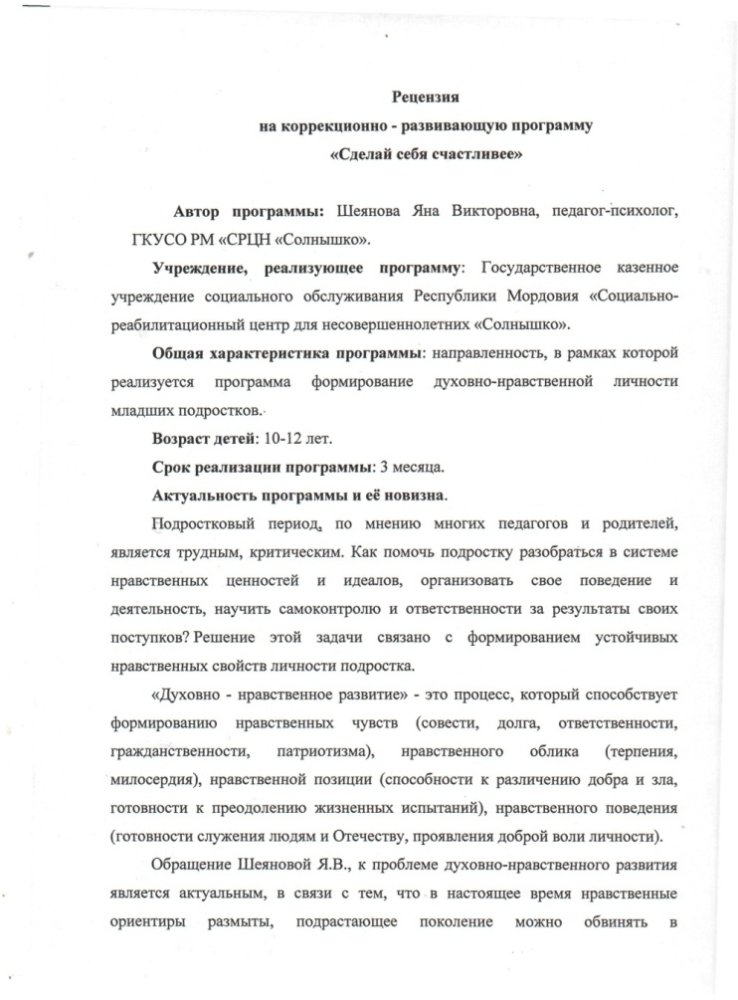 Рецензия
на коррекционно - развивающую программу
«Сделай себя счастливее»
Автор программы: Шеянова Яна Викторовна, педагог-психолог,
ГКУСО РМ «СРЦН «Солнышко».
Учреждение, реализующее программу: Государственное казенное
учреждение социального обслуживания Республики Мордовия «Социально-
реабилитационный центр для несовершеннолетних «Солнышко».
Общая характеристика программы: направленность, в рамках которой
реализуется программа формирование духовно-нравственной личности
младших подростков.
Возраст детей: 10-12 лет.
Срок реализации программы: 3 месяца.
Актуальность программы и её новизна.
Подростковый период, по мнению многих педагогов и родителей,
является трудным, критическим. Как помочь подростку разобраться в системе
нравственных ценностей и идеалов, организовать свое поведение и
деятельность, научить самоконтролю и ответственности за результаты своих
поступков? Решение этой задачи связано с формированием устойчивых
нравственных свойств личности подростка.
«Духовно - нравственное развитие» - это процесс, который способствует
формированию нравственных чувств (совести, долга, ответственности,
гражданственности, патриотизма), нравственного облика (терпения,
милосердия), нравственной позиции (способности к различению добра и зла,
готовности к преодолению жизненных испытаний), нравственного поведения
(готовности служения людям и Отечеству, проявления доброй воли личности).
Обращение Шеяновой Я.В., к проблеме духовно-нравственного развития
является актуальным, в связи с тем, что в настоящее время нравственные
ориентиры размыты, подрастающее поколение можно обвинять в